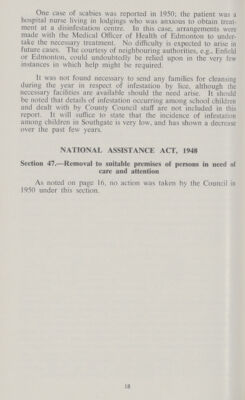 One case of scabies was reported in 1950; the patient was a
hospital nurse living in lodgings who was anxious to obtain treat-
ment at a disinfestation centre. In this case, arrangements were
made with the Medical Officer of Health of Edmonton to under-
take the necessary treatment. No difficulty is expected to arise in
future cases. The courtesy of neighbouring authorities, e.g., Enfield
or Edmonton, could undoubtedly be relied upon in the very few
instances in which help might be required.
It was not found necessary to send any families for cleansing
during the year in respect of infestation by lice, although the
necessary facilities are available should the need arise. It should
be noted that details of infestation occurring among school children
and dealt with by County Council staff are not included in this
report. It will suffice to state that the incidence of infestation
among children in Southgate is very low, and has shown a decrease
over the past few years.
NATIONAL ASSISTANCE ACT, 1948
Section 47.—Removal to suitable premises of persons in need of
care and attention
As noted on page 16, no action was taken by the Council in
1950 under this section.
18